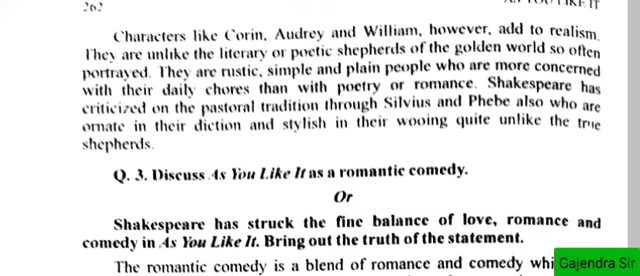 262
Characters like Corin, Audrey and William, however, add to realism.
They are unlike the literary or poetic shepherds of the golden world so often
portrayed. They are rustic, simple and plain people who are more concerned
with their daily chores than with poetry or romance. Shakespeare has
criticized on the pastoral tradition through Silvius and Phebe also who are
ornate in their diction and stylish in their wooing quite unlike the true
shepherds.
Q. 3. Discuss As You Like It as a romantic comedy.
Or
Shakespeare has struck the fine balance of love, romance and
comedy in As You Like It. Bring out the truth of the statement.
The romantic comedy is a blend of romance and comedy
Gajendra Sir